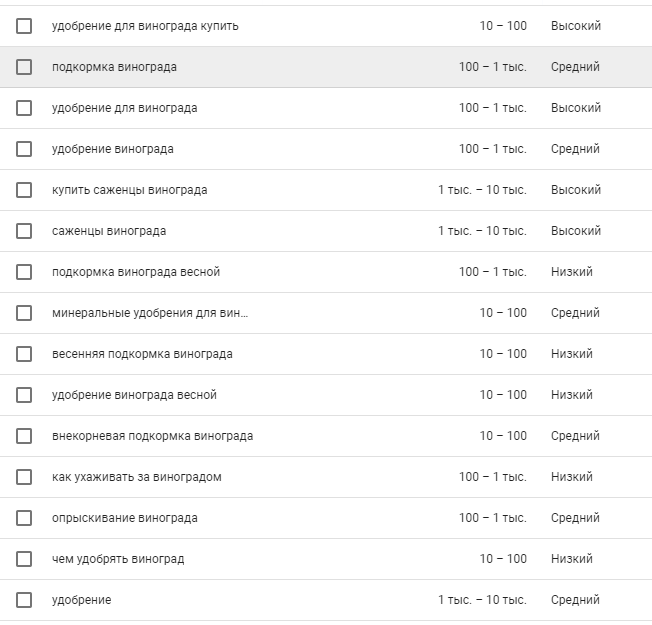 удобрение для винограда купить 10 – 100 Высокий
подкормка винограда 100 – 1 тыс. Средний
удобрение для винограда 100 – 1 тыс. Высокий
удобрение винограда 100 – 1 тыс. Средний
купить саженцы винограда 1 тыс. – 10 тыс. Высокий
саженцы винограда 1 тыс. – 10 тыс. Высокий
подкормка винограда весной 100 – 1 тыс. Низкий
минеральные удобрения для вин... 10 – 100 Средний
весенняя подкормка винограда 10 – 100 Низкий
удобрение винограда весной 10 – 100 Низкий
внекорневая подкормка винограда 10 – 100 Средний
как ухаживать за виноградом 100 – 1 тыс. Низкий
опрыскивание винограда 100 – 1 тыс. Средний
чем удобрять виноград 10 – 100 Низкий
удобрение 1 тыс. – 10 тыс. Средний